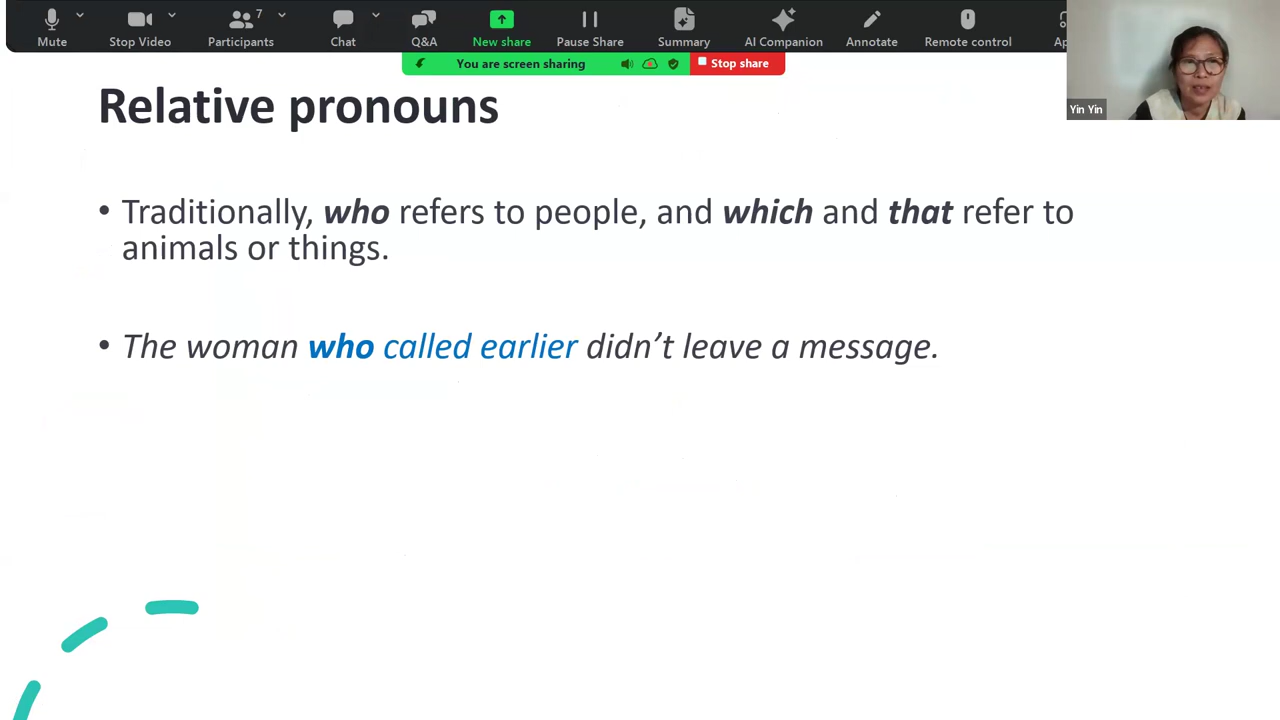 Mute
Stop Video
Participants
7
Chat
Q&A
New share
Pause Share
Summary
AI Companion
Annotate
Remote control
You are screen sharing
Stop share
Yin Yin
Relative pronouns
• Traditionally, who refers to people, and which and that refer to
animals or things.
• The woman who called earlier didn't leave a message.